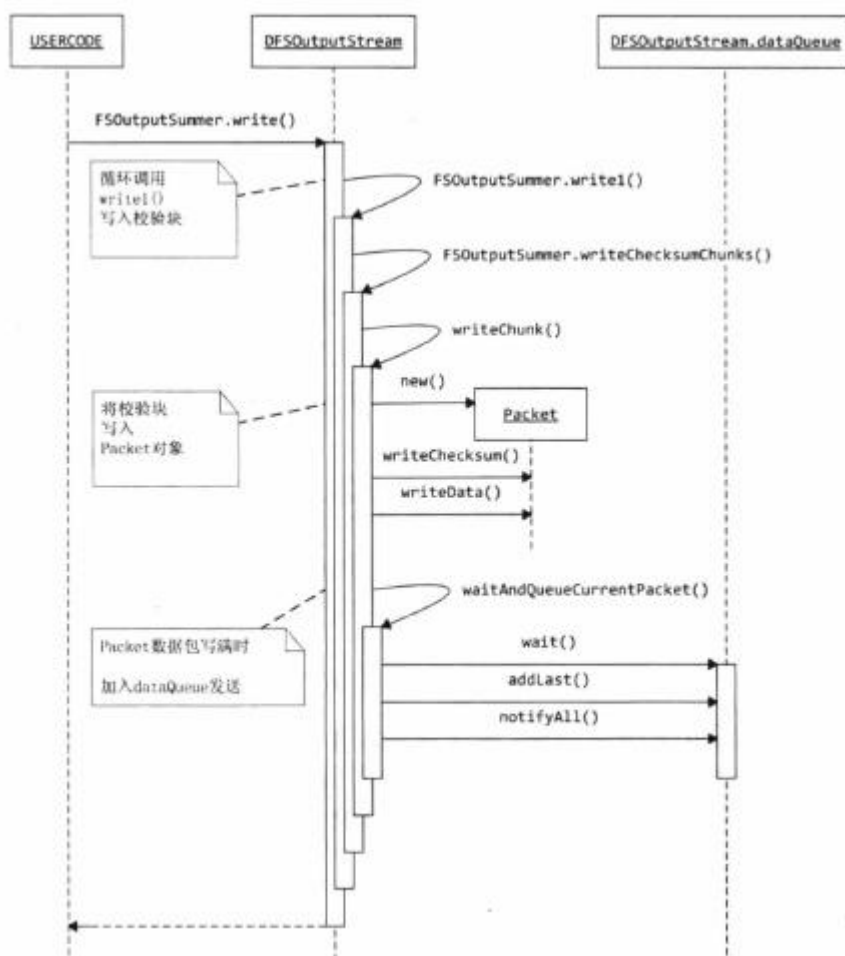 USERCODE
DFSOutputStream
DFSOutputStream.dataQueue
FSOutputSummer.write()
循环调用
write1()
写入校验块
FSOutputSummer.write1()
FSOutputSummer.writeChecksumChunks()
writeChunk()
new()
将校验块
写入
Packet对象
Packet
writeChecksum()
writeData()
waitAndQueueCurrentPacket()
Packet数据包写满时
加入dataQueue发送
wait()
addLast()
notifyAll()